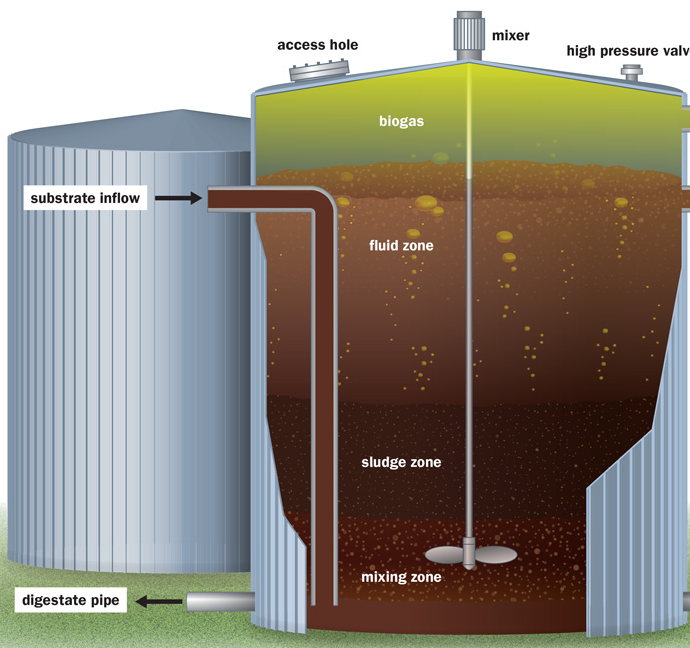 mixer
access hole
high pressure valv
biogas
substrate inflow
fluid zone
sludge zone
mixing zone
digestate pipe